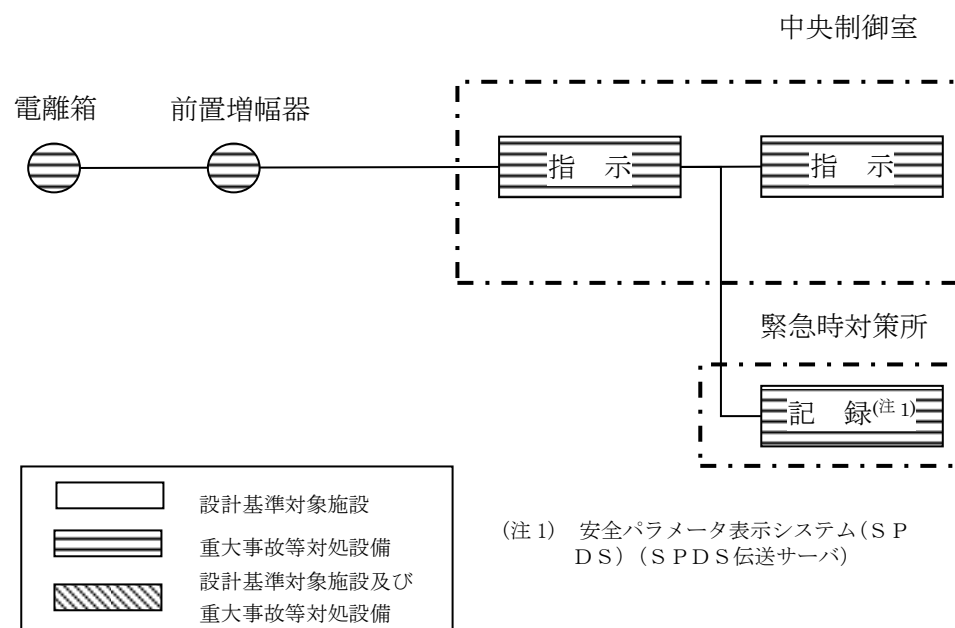 中央制御室
電離箱
前置増幅器
指 示
指 示
緊急時対策所
記 録(注1)
設計基準対象施設
重大事故等対処設備
設計基準対象施設及び
重大事故等対処設備
(注1) 安全パラメータ表示システム(SP
DS)(SPDS伝送サーバ)